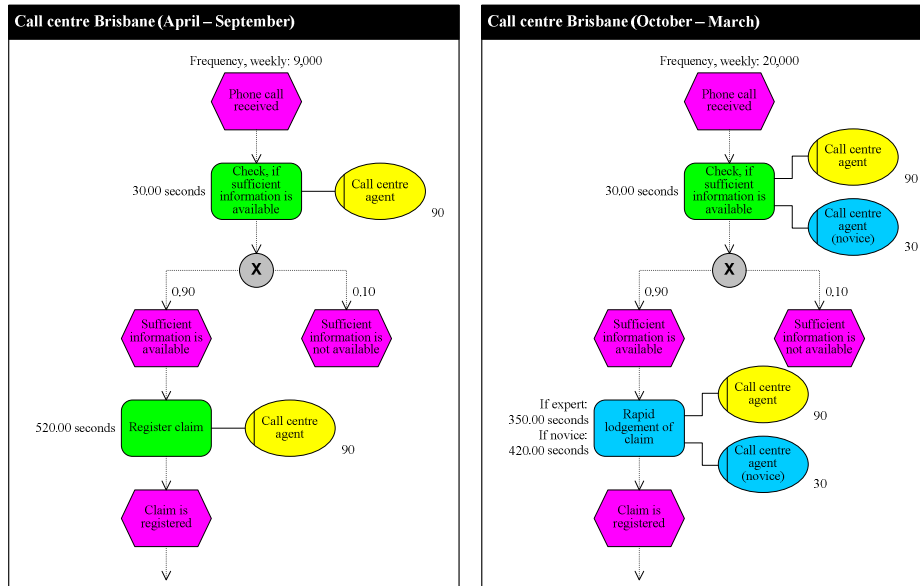 Call centre Brisbane (April – September)
Frequency, weekly: 9,000
Phone call
received
30.00 seconds
Check, if
sufficient
information is
available
Call centre
agent
90
X
0.90
0.10
Sufficient
information is
available
Sufficient
information is
not available
520.00 seconds
Register claim
Call centre
agent
90
Claim is
registered
Call centre Brisbane (October – March)
Frequency, weekly: 20,000
Phone call
received
30.00 seconds
Check, if
sufficient
information is
available
Call centre
agent
90
Call centre
agent
(novice)
30
X
0.90
0.10
Sufficient
information is
available
Sufficient
information is
not available
If expert:
350.00 seconds
If novice:
420.00 seconds
Rapid
lodgement of
claim
Call centre
agent
90
Call centre
agent
(novice)
30
Claim is
registered